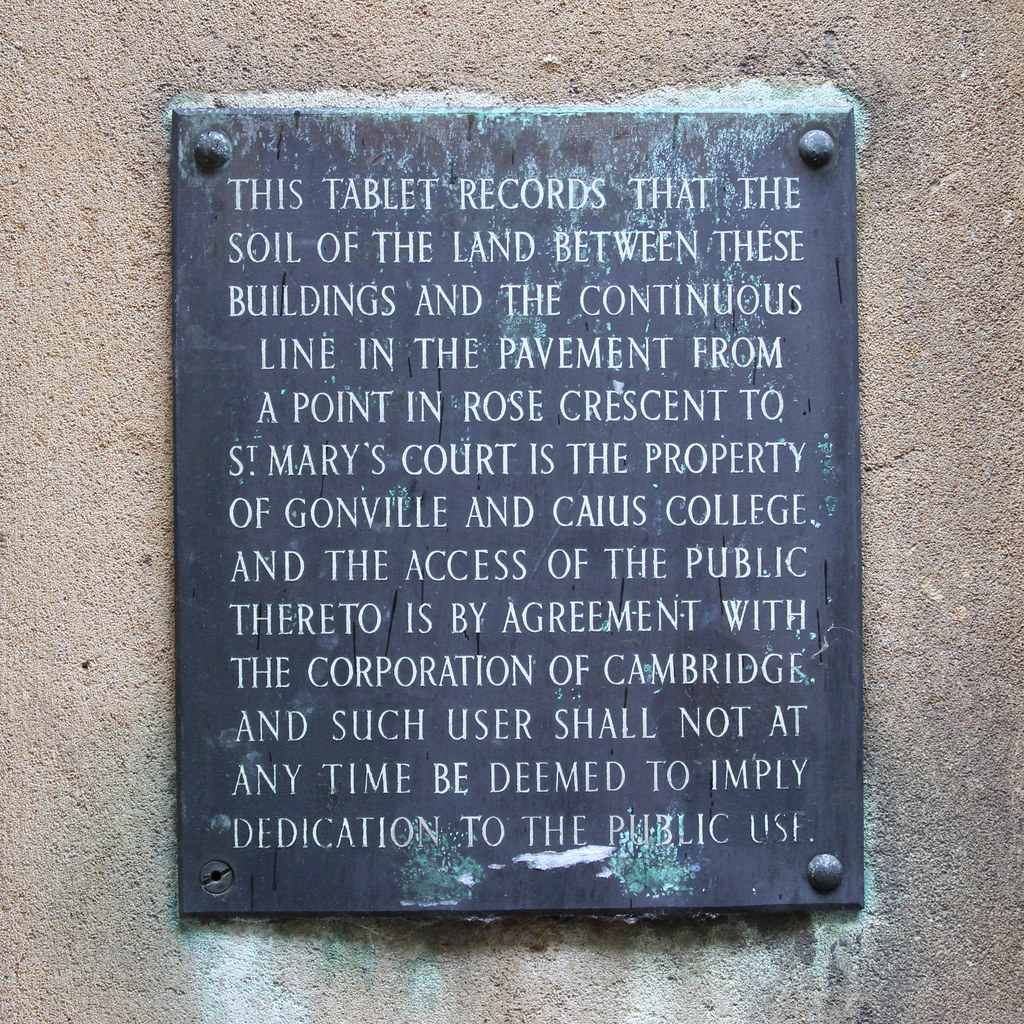 THIS TABLET RECORDS THAT THE
SOIL OF THE LAND BETWEEN THESE
BUILDINGS AND THE CONTINUOUS
LINE IN THE PAVEMENT FROM
A POINT IN ROSE CRESCENT TO
ST MARY'S COURT IS THE PROPERTY
OF GONVILLE AND CAIUS COLLEGE,
AND THE ACCESS OF THE PUBLIC
THERETO IS BY AGREEMENT WITH
THE CORPORATION OF CAMBRIDGE.
AND SUCH USER SHALL NOT AT
ANY TIME BE DEEMED TO IMPLY
DEDICATION TO THE PUBLIC USE.